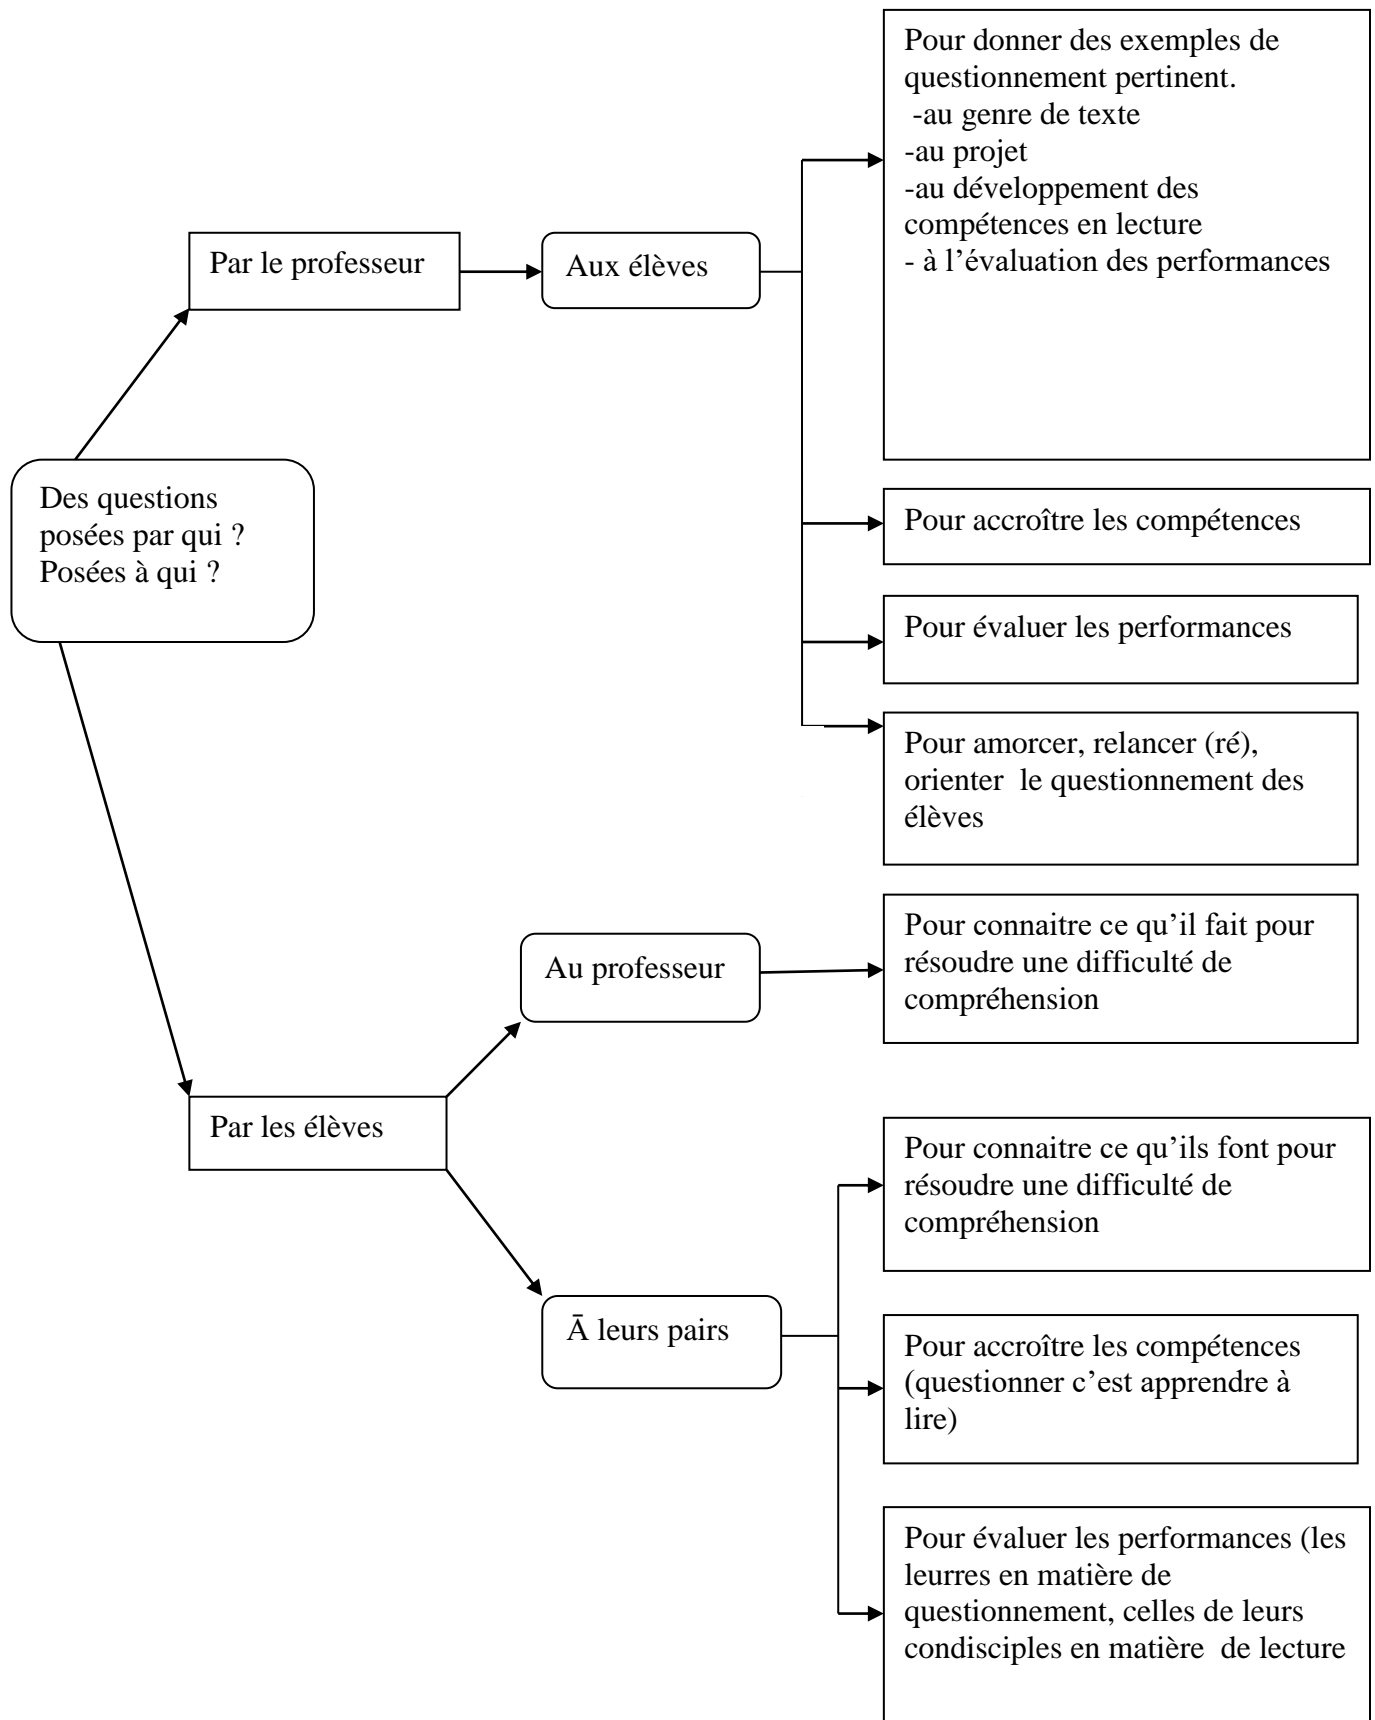 Pour donner des exemples de
questionnement pertinent.
-au genre de texte
-au projet
-au développement des
compétences en lecture
- à l’évaluation des performances
Par le professeur
Aux élèves
Des questions
posées par qui ?
Posées à qui ?
Pour accroître les compétences
Pour évaluer les performances
Pour amorcer, relancer (ré),
orienter  le questionnement des
élèves
Au professeur
Pour connaitre ce qu’il fait pour
résoudre une difficulté de
compréhension
Par les élèves
Pour connaitre ce qu’ils font pour
résoudre une difficulté de
compréhension
Ā leurs pairs
Pour accroître les compétences
(questionner c’est apprendre à
lire)
Pour évaluer les performances (les
leurres en matière de
questionnement, celles de leurs
condisciples en matière  de lecture